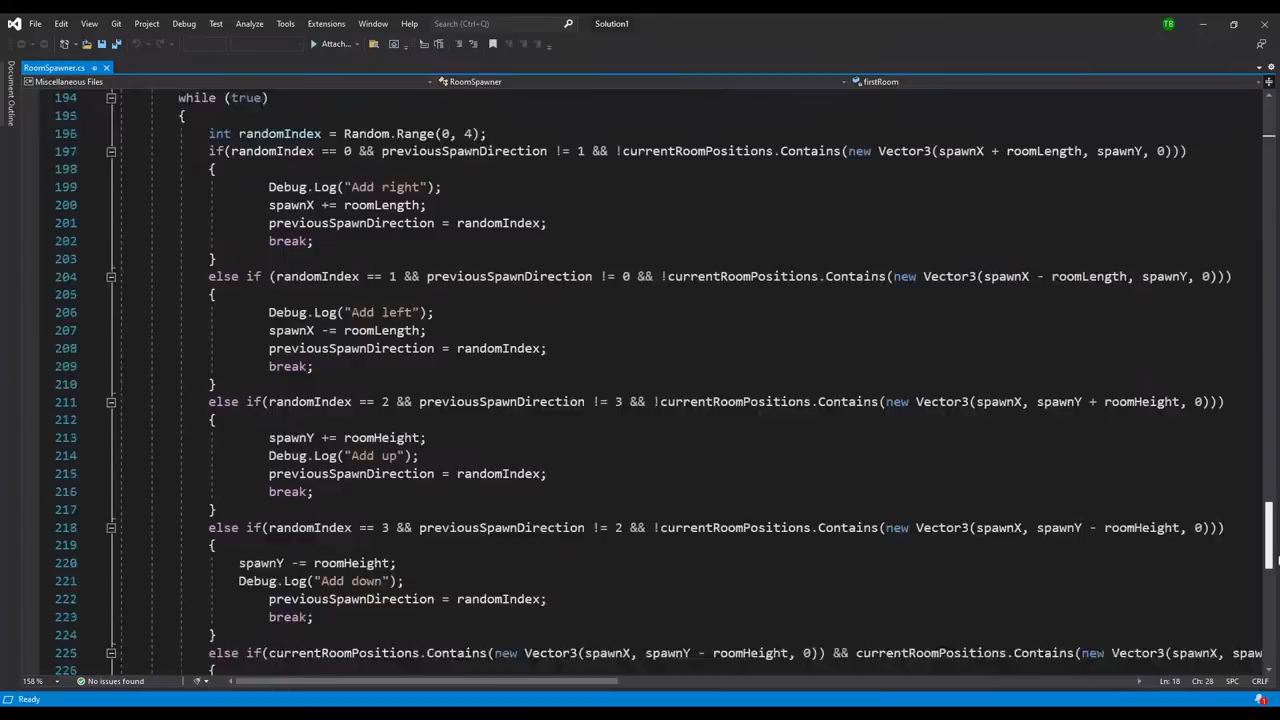 File Edit View Git Project Debug Test Analyze Tools Extensions Window Help Search (Ctrl+Q) Solution1 TB
Attach...
RoomSpawner.cs
Document Outline
Miscellaneous Files RoomSpawner firstRoom
194 while (true)
195 {
196 int randomIndex = Random.Range(0, 4);
197 if(randomIndex == 0 && previousSpawnDirection != 1 && !currentRoomPositions.Contains(new Vector3(spawnX + roomLength, spawnY, 0)))
198 {
199 Debug.Log("Add right");
200 spawnX += roomLength;
201 previousSpawnDirection = randomIndex;
202 break;
203 }
204 else if (randomIndex == 1 && previousSpawnDirection != 0 && !currentRoomPositions.Contains(new Vector3(spawnX - roomLength, spawnY, 0)))
205 {
206 Debug.Log("Add left");
207 spawnX -= roomLength;
208 previousSpawnDirection = randomIndex;
209 break;
210 }
211 else if(randomIndex == 2 && previousSpawnDirection != 3 && !currentRoomPositions.Contains(new Vector3(spawnX, spawnY + roomHeight, 0)))
212 {
213 spawnY += roomHeight;
214 Debug.Log("Add up");
215 previousSpawnDirection = randomIndex;
216 break;
217 }
218 else if(randomIndex == 3 && previousSpawnDirection != 2 && !currentRoomPositions.Contains(new Vector3(spawnX, spawnY - roomHeight, 0)))
219 {
220 spawnY -= roomHeight;
221 Debug.Log("Add down");
222 previousSpawnDirection = randomIndex;
223 break;
224 }
225 else if(currentRoomPositions.Contains(new Vector3(spawnX, spawnY - roomHeight, 0)) && currentRoomPositions.Contains(new Vector3(spawnX, spaw
226 {
158 % No issues found Ln: 18 Ch: 28 SPC CRLF
Ready 1